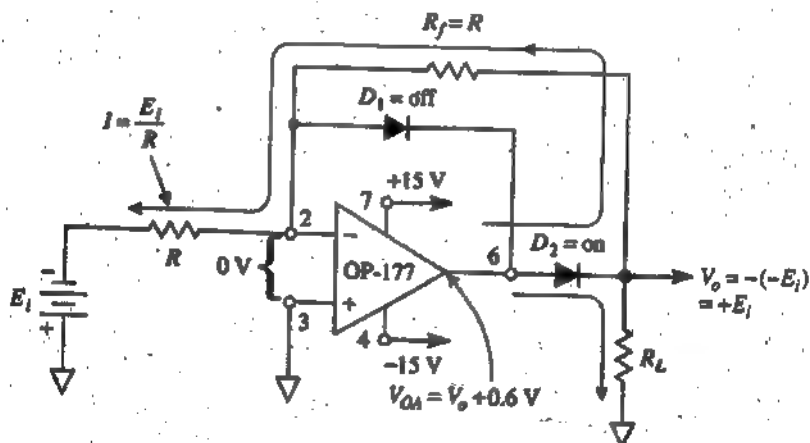 R_f = R
D_1 = off
I = E_i/R
+15 V
7
2
6
D_2 = on
R
0 V
−
OP-177
+
V_o = −(−E_i)
= +E_i
-
E_i
+
3
4
−15 V
R_L
V_OA = V_o + 0.6 V